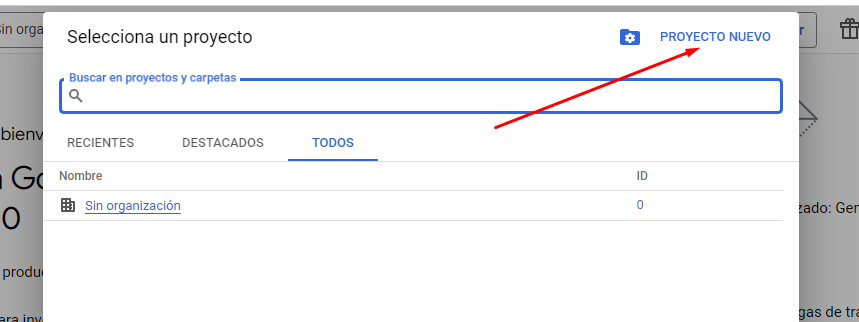 Sin orga
Selecciona un proyecto
PROYECTO NUEVO
r
Buscar en proyectos y carpetas
bienv
RECIENTES
DESTACADOS
TODOS
Nombre
ID
Go
Sin organización
0
0
zado: Gen
produc
ara inv
gas de tra